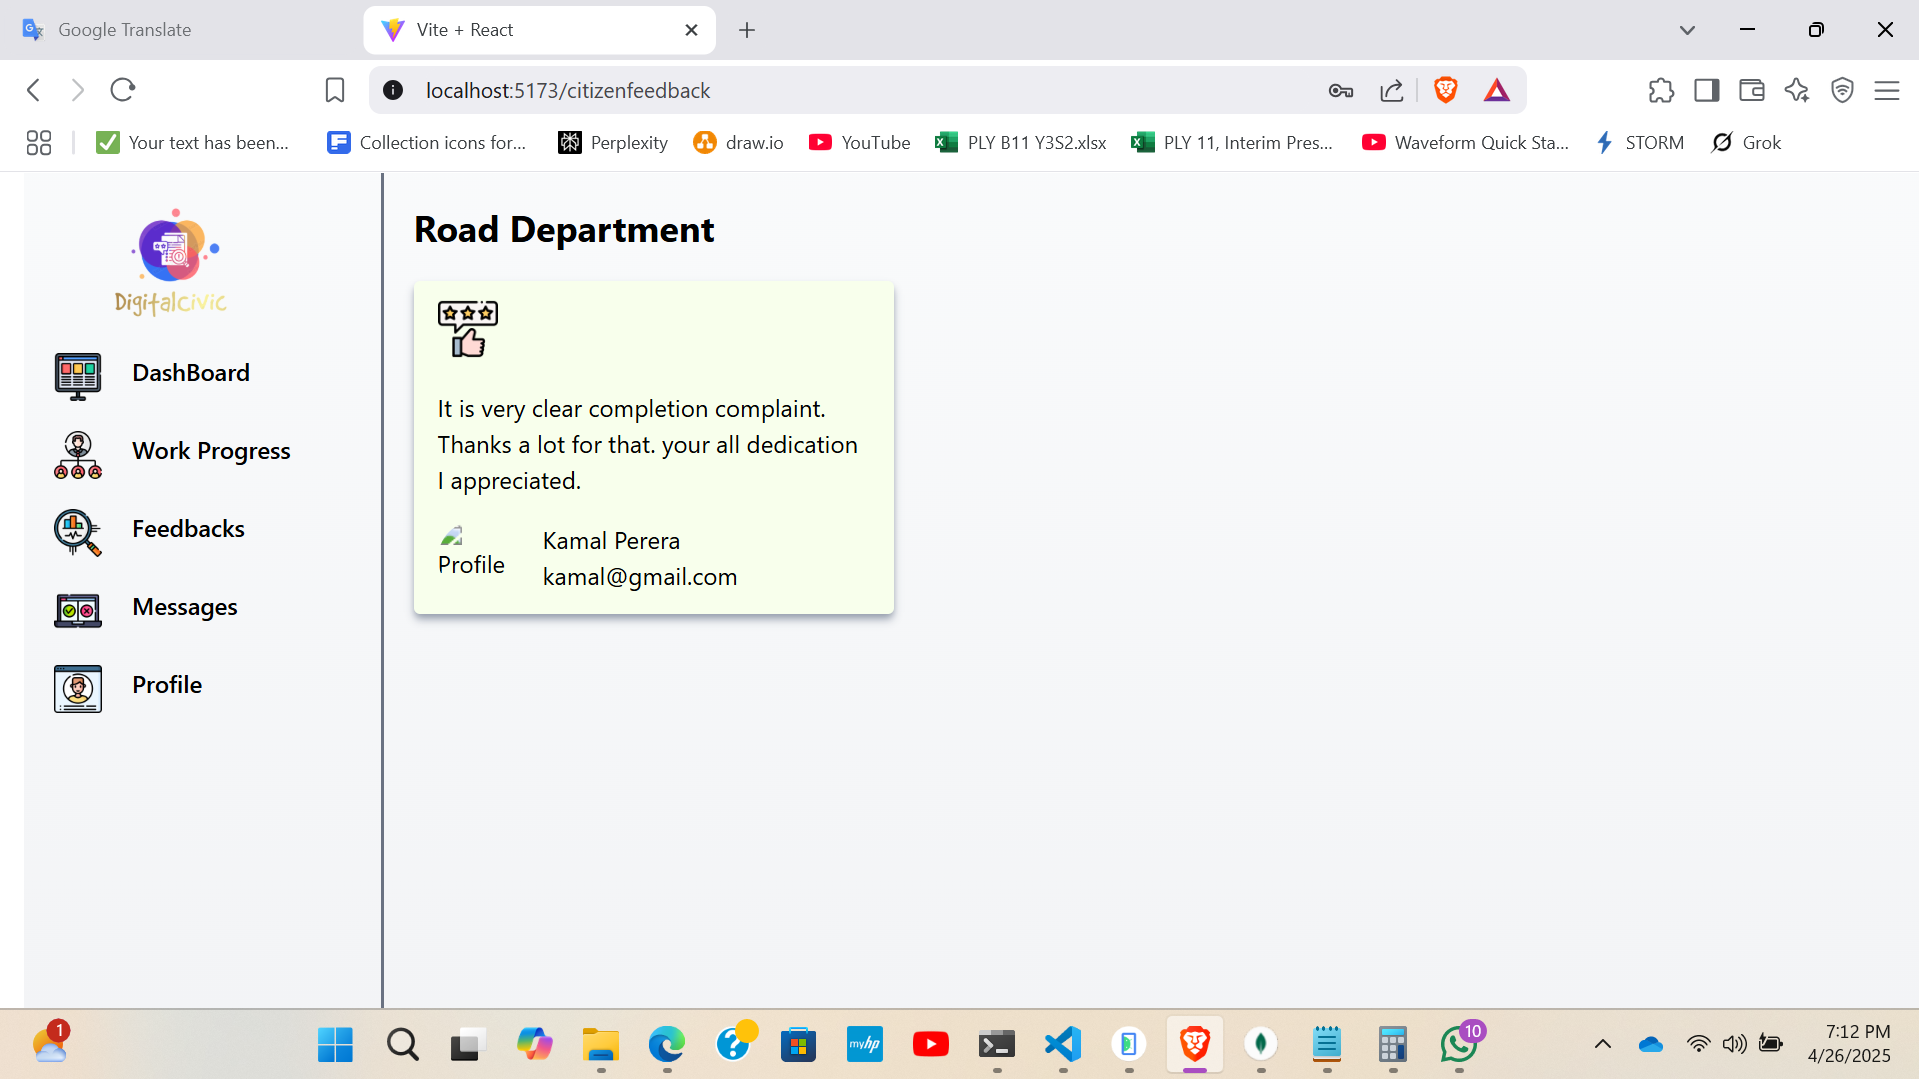 Google Translate
Vite + React
localhost:5173/citizenfeedback
Your text has been...
Collection icons for...
Perplexity
draw.io
YouTube
PLY B11 Y3S2.xlsx
PLY 11, Interim Pres...
Waveform Quick Sta...
STORM
Grok
Digitalcivic
DashBoard
Work Progress
Feedbacks
Messages
Profile
Road Department
It is very clear completion complaint.
Thanks a lot for that. your all dedication
I appreciated.
Profile
Kamal Perera
kamal@gmail.com
1
myhp
10
7:12 PM
4/26/2025